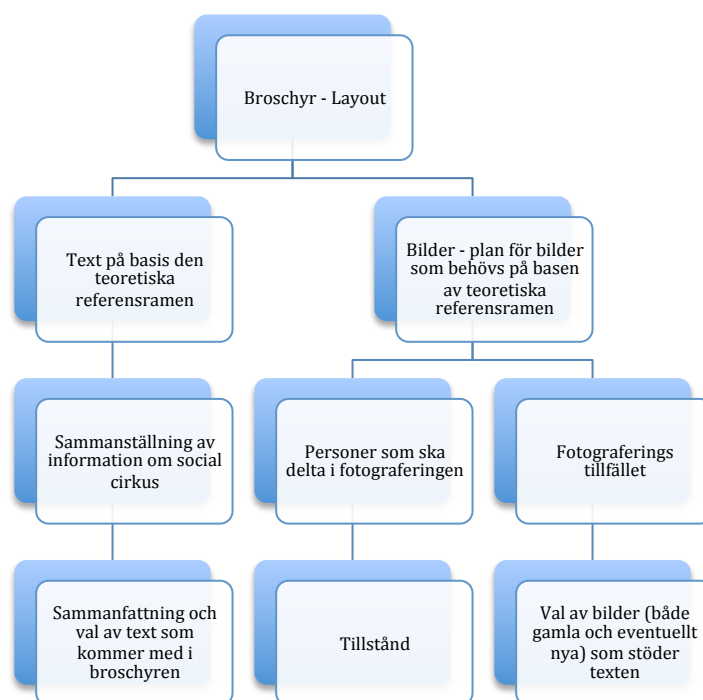 Broschyr - Layout
Text på basis den
teoretiska
referensramen
Bilder - plan för bilder
som behövs på basen
av teoretiska
referensramen
Sammanställning av
information om social
cirkus
Personer som ska
delta i fotograferingen
Fotograferings
tillfället
Sammanfattning och
val av text som
kommer med i
broschyren
Tillstånd
Val av bilder (både
gamla och eventuellt
nya) som stöder
texten